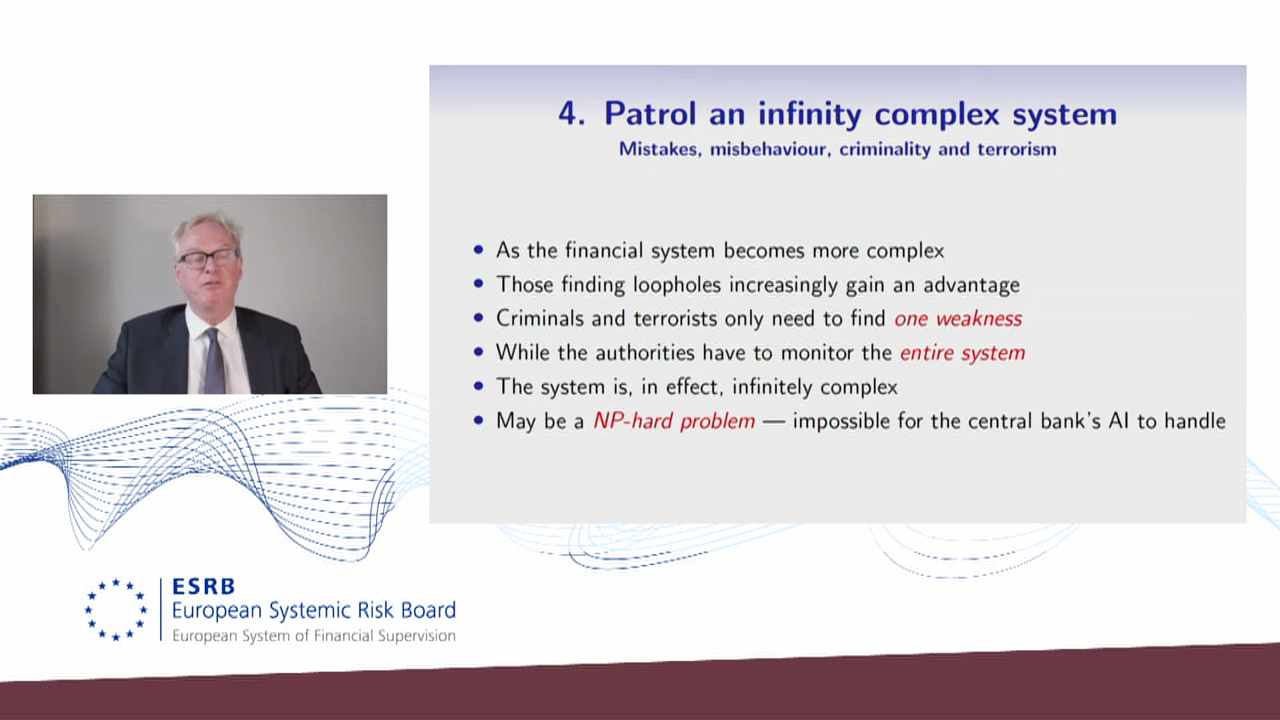 4. Patrol an infinity complex system
Mistakes, misbehaviour, criminality and terrorism
• As the financial system becomes more complex
• Those finding loopholes increasingly gain an advantage
• Criminals and terrorists only need to find one weakness
• While the authorities have to monitor the entire system
• The system is, in effect, infinitely complex
• May be a NP-hard problem — impossible for the central bank's AI to handle
ESRB
European Systemic Risk Board
European System of Financial Supervision